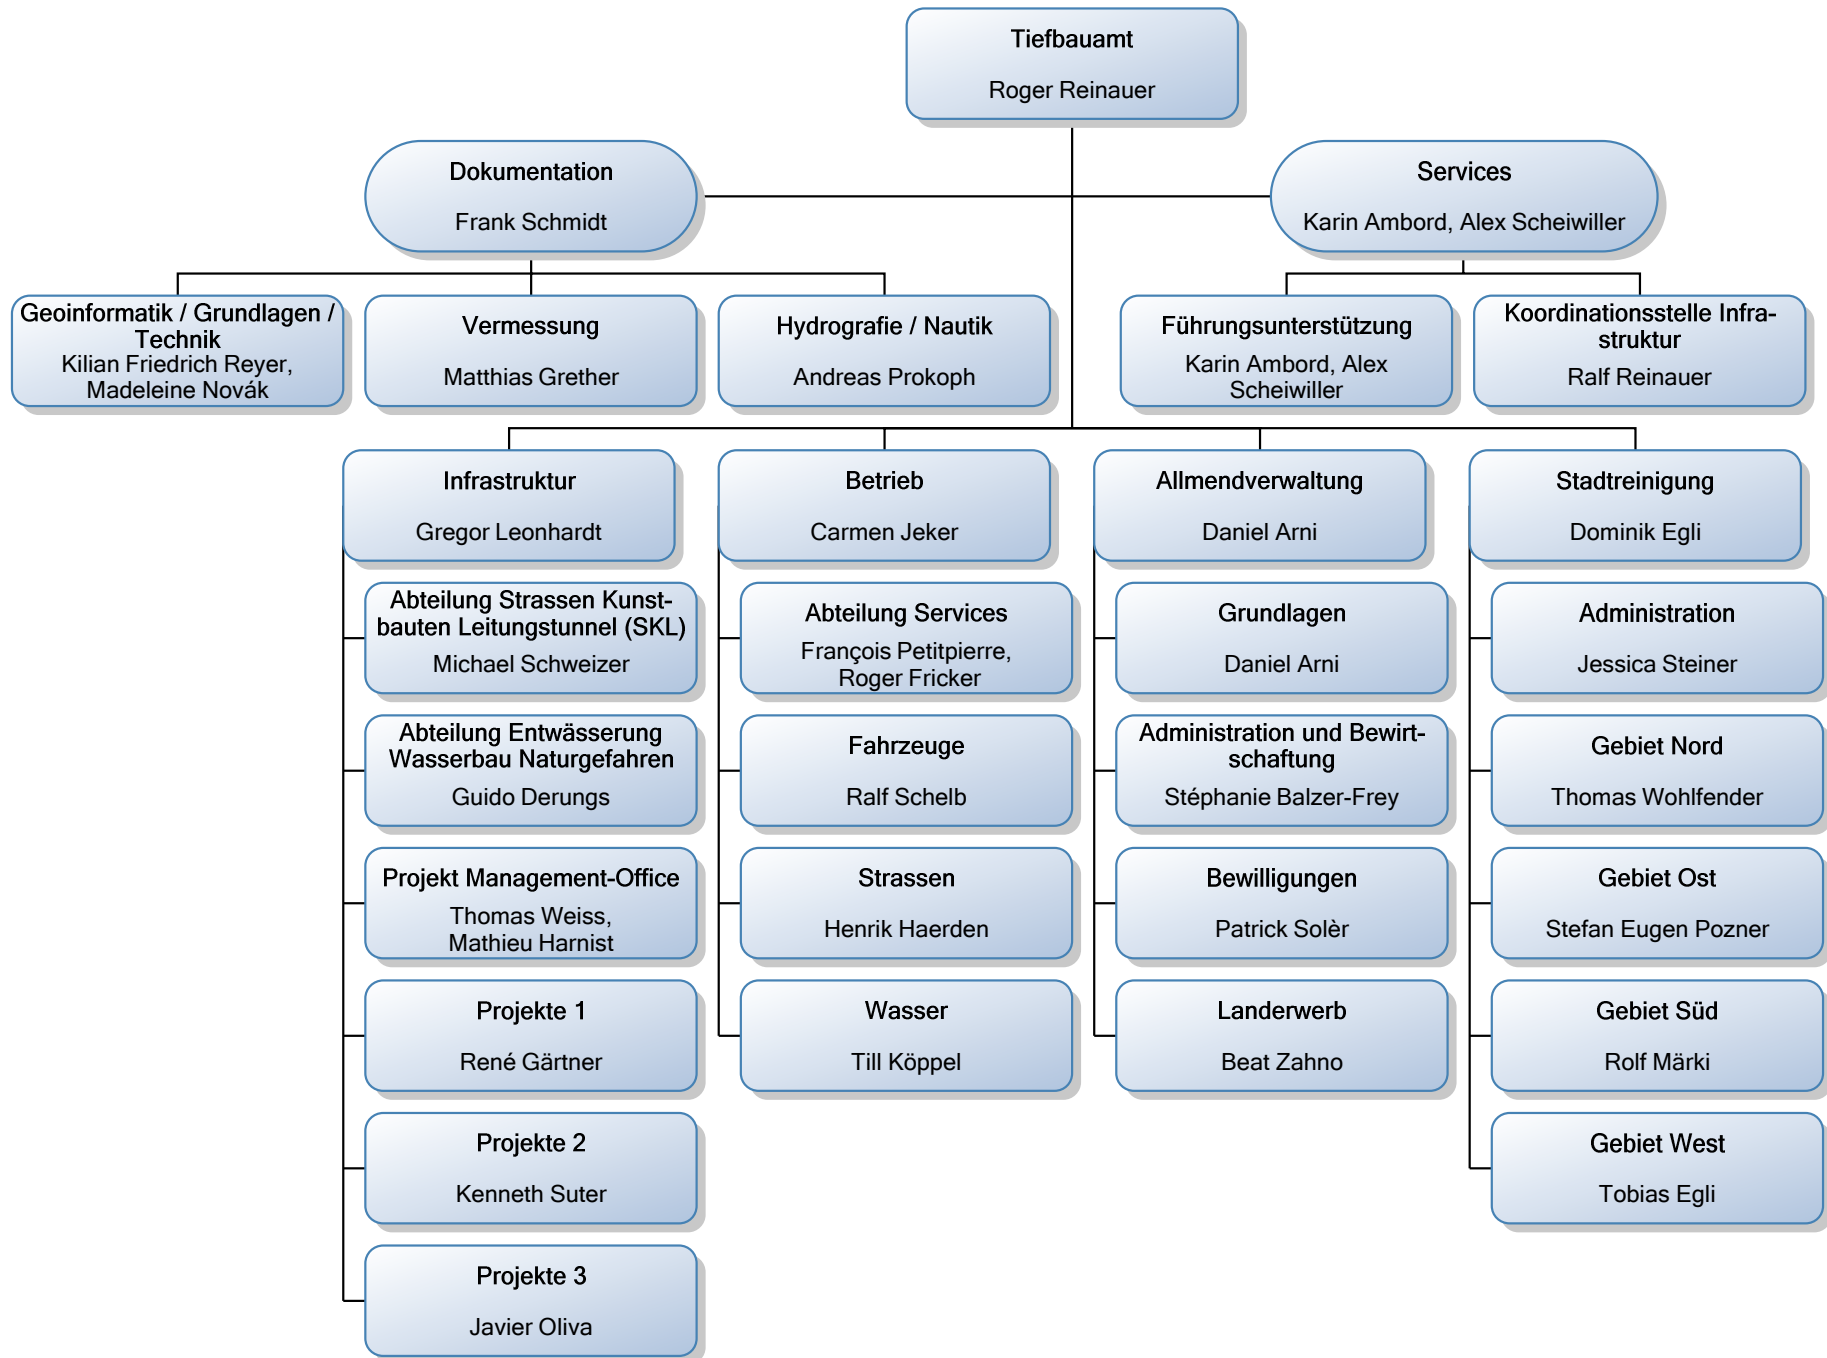 Tiefbauamt
Roger Reinauer
Dokumentation
Frank Schmidt
Services
Karin Ambord, Alex Scheiwiller
Geoinformatik / Grundlagen /
Technik
Kilian Friedrich Reyer,
Madeleine Novák
Vermessung
Matthias Grether
Hydrografie / Nautik
Andreas Prokoph
Führungsunterstützung
Karin Ambord, Alex
Scheiwiller
Koordinationsstelle Infra-
struktur
Ralf Reinauer
Infrastruktur
Gregor Leonhardt
Abteilung Strassen Kunst-
bauten Leitungstunnel (SKL)
Michael Schweizer
Abteilung Entwässerung
Wasserbau Naturgefahren
Guido Derungs
Projekt Management-Office
Thomas Weiss,
Mathieu Harnist
Projekte 1
René Gärtner
Projekte 2
Kenneth Suter
Projekte 3
Javier Oliva
Betrieb
Carmen Jeker
Abteilung Services
François Petitpierre,
Roger Fricker
Fahrzeuge
Ralf Schelb
Strassen
Henrik Haerden
Wasser
Till Köppel
Allmendverwaltung
Daniel Arni
Grundlagen
Daniel Arni
Administration und Bewirt-
schaftung
Stéphanie Balzer-Frey
Bewilligungen
Patrick Solèr
Landerwerb
Beat Zahno
Stadtreinigung
Dominik Egli
Administration
Jessica Steiner
Gebiet Nord
Thomas Wohlfender
Gebiet Ost
Stefan Eugen Pozner
Gebiet Süd
Rolf Märki
Gebiet West
Tobias Egli